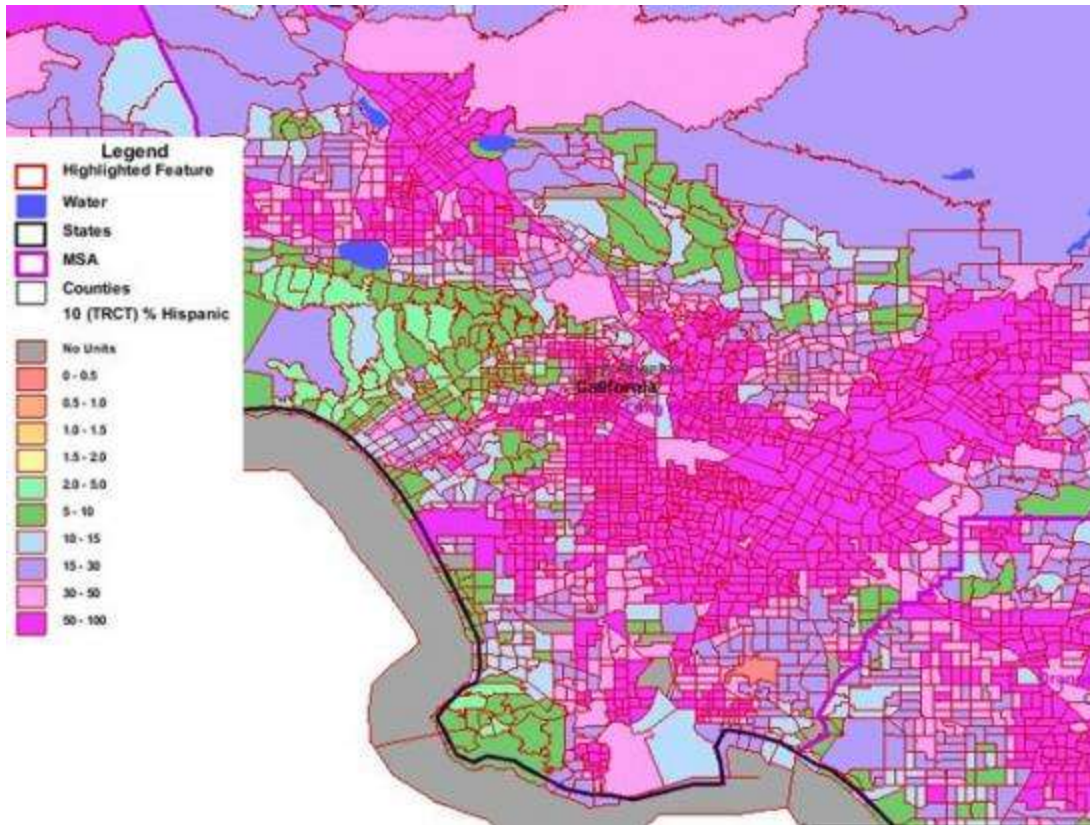 Legend
Highlighted Feature
Water
States
MSA
Counties
10 (TRCT) % Hispanic
No Units
0 - 0.5
0.5 - 1.0
1.0 - 1.5
1.5 - 2.0
2.0 - 5.0
5 - 10
10 - 15
15 - 30
30 - 50
50 - 100
California